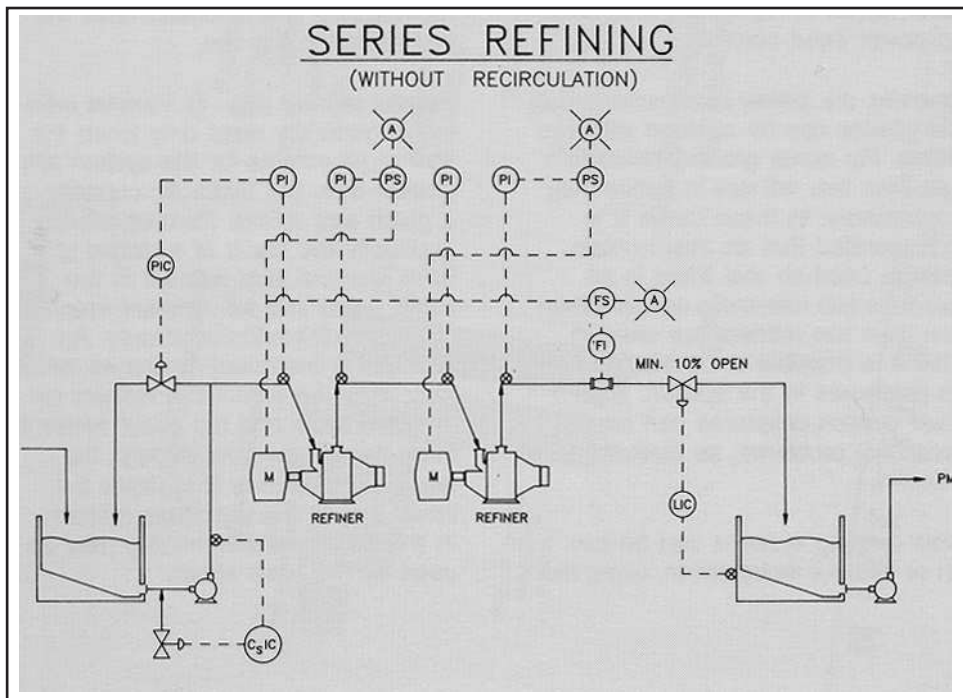 SERIES REFINING
(WITHOUT RECIRCULATION)
A A
PI PI PS PI PI PS
PIC
FS A
FI
MIN. 10% OPEN
M M
REFINER REFINER
LIC
PM
CSIC